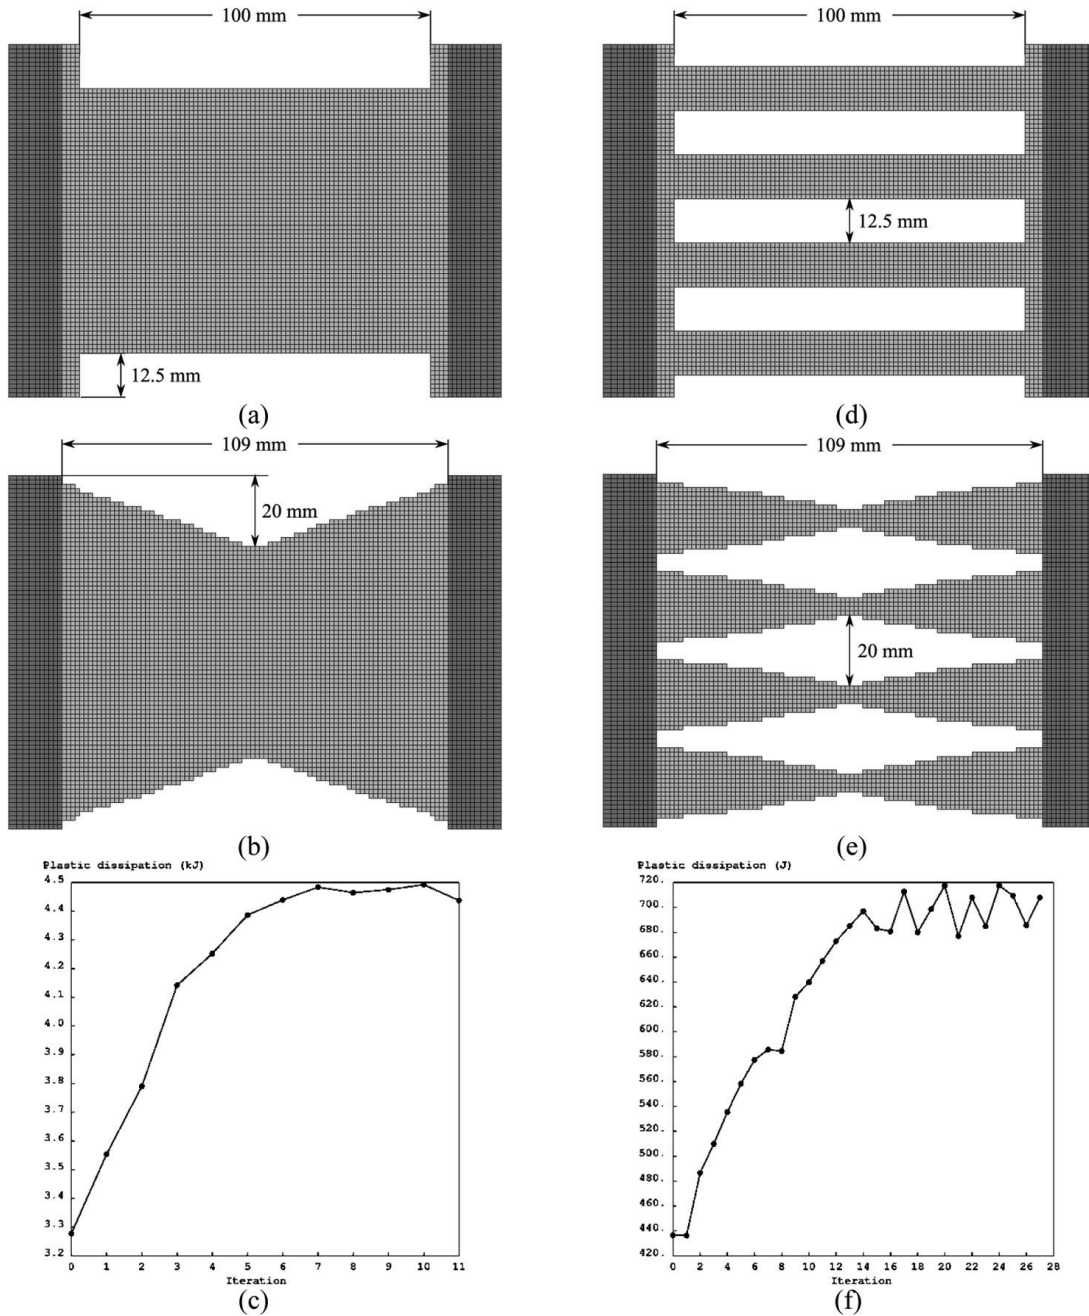 100 mm
100 mm
12.5 mm
12.5 mm
(a)
(d)
109 mm
109 mm
20 mm
20 mm
(b)
(e)
Plastic dissipation (kJ)
4.5
4.4
4.3
4.2
4.1
4.0
3.9
3.8
3.7
3.6
3.5
3.4
3.3
3.2
0 1 2 3 4 5 6 7 8 9 10 11
Iteration
(c)
Plastic dissipation (J)
720.
700.
680.
660.
640.
620.
600.
580.
560.
540.
520.
500.
480.
460.
440.
420.
0 2 4 6 8 10 12 14 16 18 20 22 24 26 28
Iteration
(f)